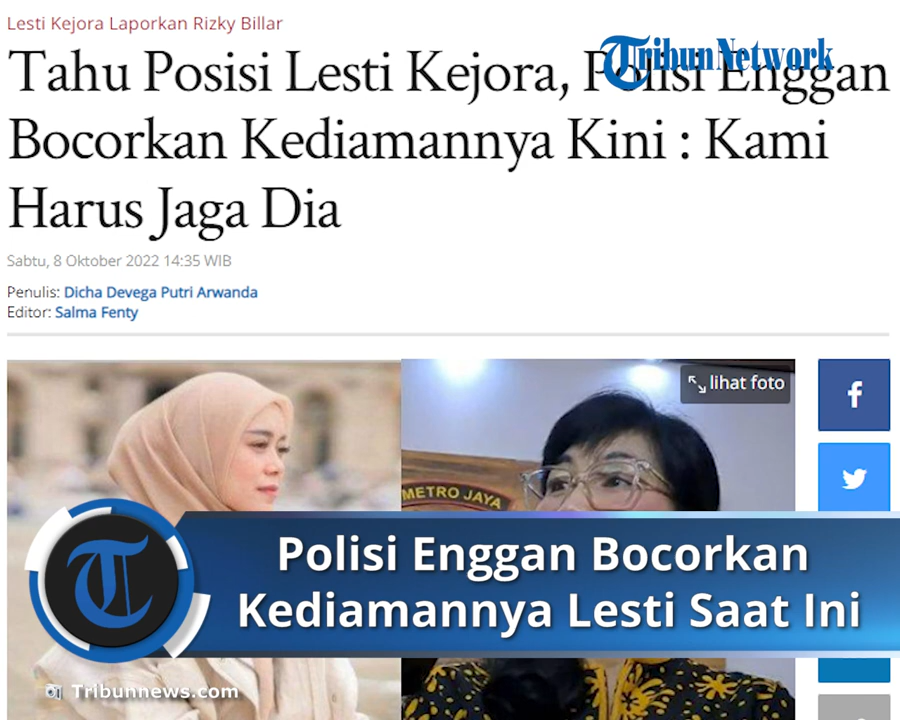 Lesti Kejora Laporkan Rizky Billar
Tribun Network
Tahu Posisi Lesti Kejora, Polisi Enggan
Bocorkan Kediamannya Kini : Kami
Harus Jaga Dia
Sabtu, 8 Oktober 2022 14:35 WIB
Penulis: Dicha Devega Putri Arwanda
Editor: Salma Fenty
lihat foto
METRO JAYA
Polisi Enggan Bocorkan
Kediamannya Lesti Saat Ini
Tribunnews.com